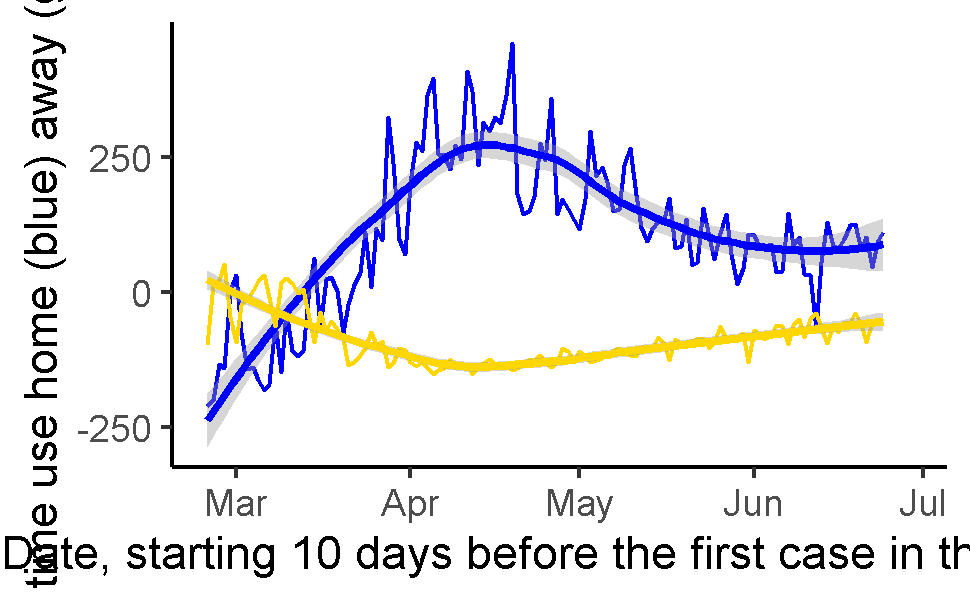 time use home (blue) away (
250
0
-250
Mar Apr May Jun Jul
Date, starting 10 days before the first case in th